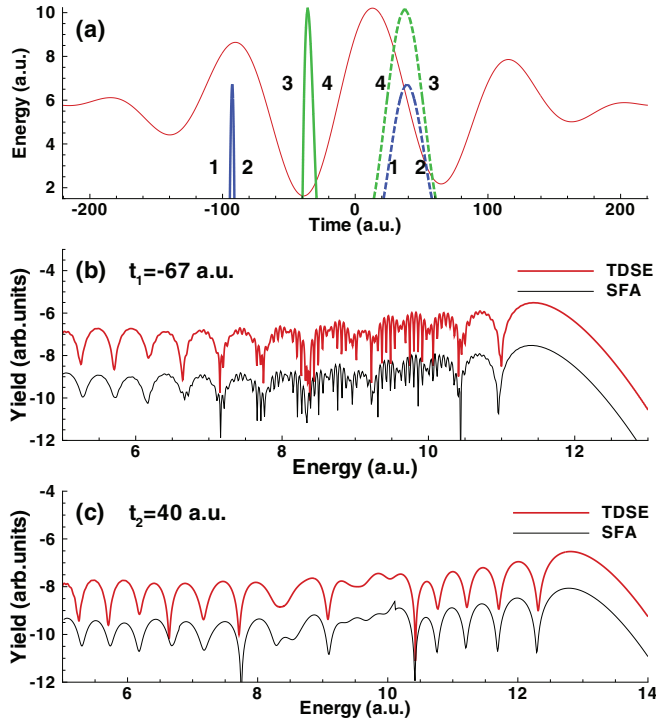 (a)
Energy (a.u.)
10
8
6
4
2
3
4
4
3
1
2
1
2
-200
-100
0
100
200
Time (a.u.)
(b)
t1=-67 a.u.
TDSE
SFA
Yield (arb.units)
-4
-6
-8
-10
-12
6
8
10
12
Energy (a.u.)
(c)
t2=40 a.u.
TDSE
SFA
Yield (arb.units)
-4
-6
-8
-10
-12
6
8
10
12
14
Energy (a.u.)